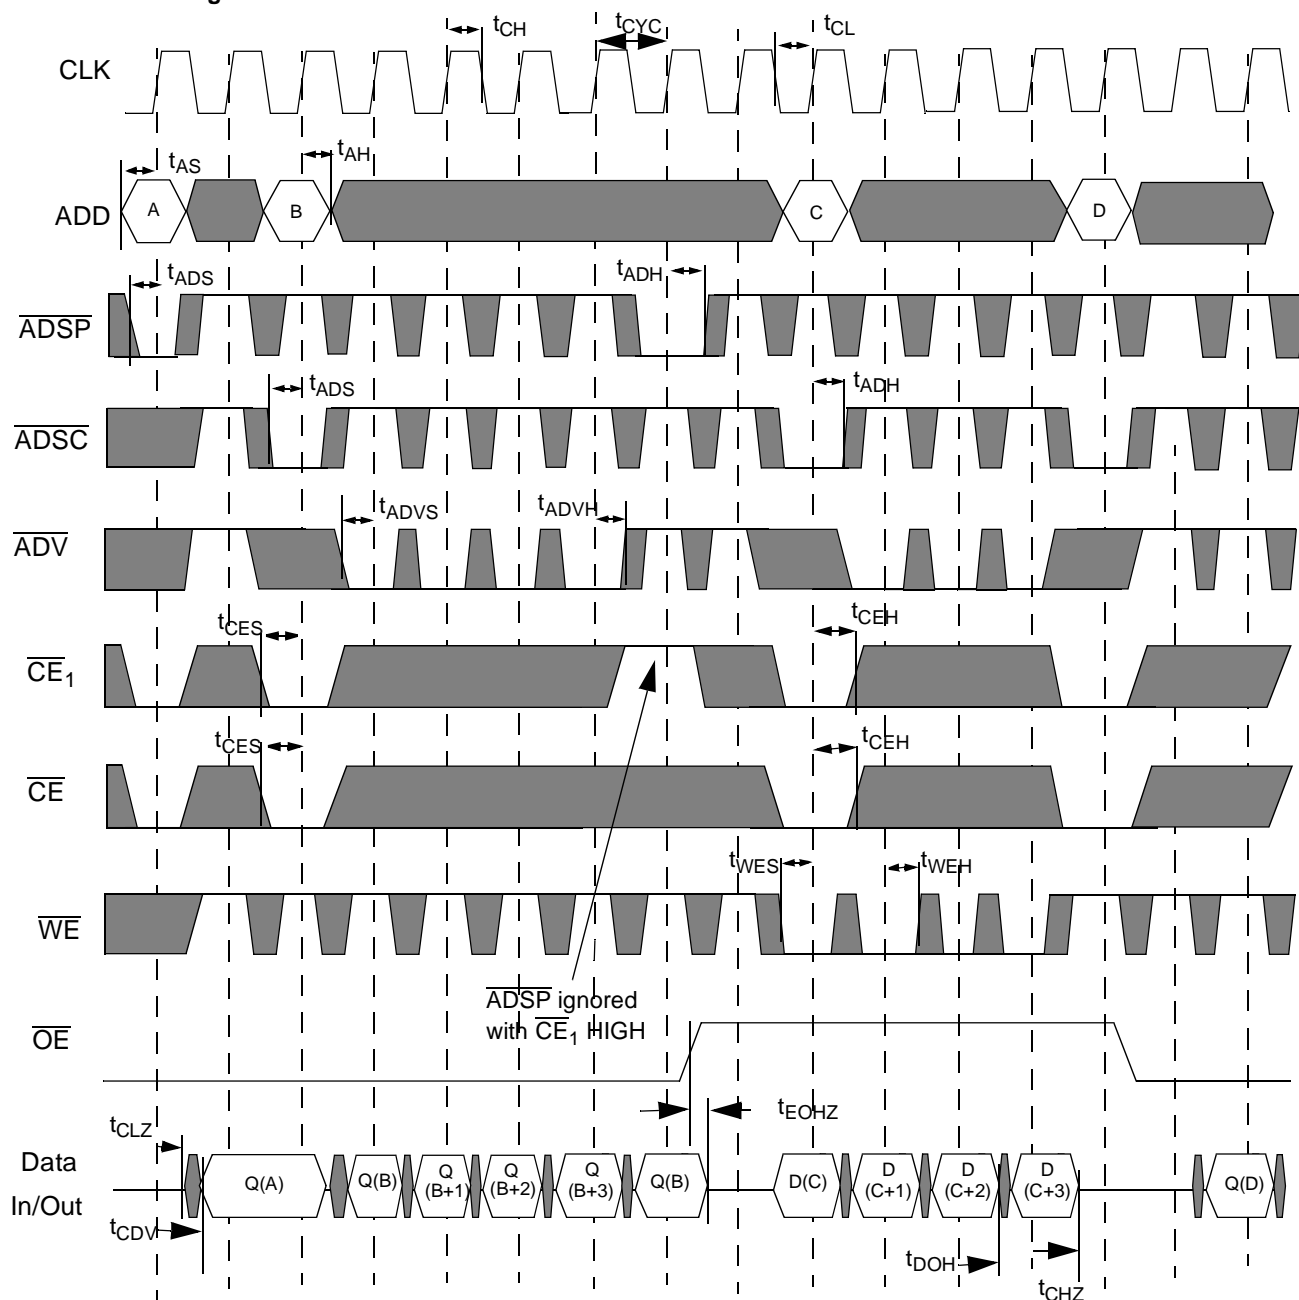 g
tCH
tCYC
tCL
CLK
tAS
tAH
ADD
A
B
C
D
tADS
tADH
ADSP
tADS
tADH
ADSC
tADVS
tADVH
ADV
tCES
tCEH
CE1
tCES
tCEH
CE
tWES
tWEH
WE
ADSP ignored
with CE1 HIGH
OE
tEOHZ
tCLZ
Data
In/Out
Q(A)
Q(B)
Q
(B+1)
Q
(B+2)
Q
(B+3)
Q(B)
D(C)
D
(C+1)
D
(C+2)
D
(C+3)
Q(D)
tCDV
tDOH
tCHZ